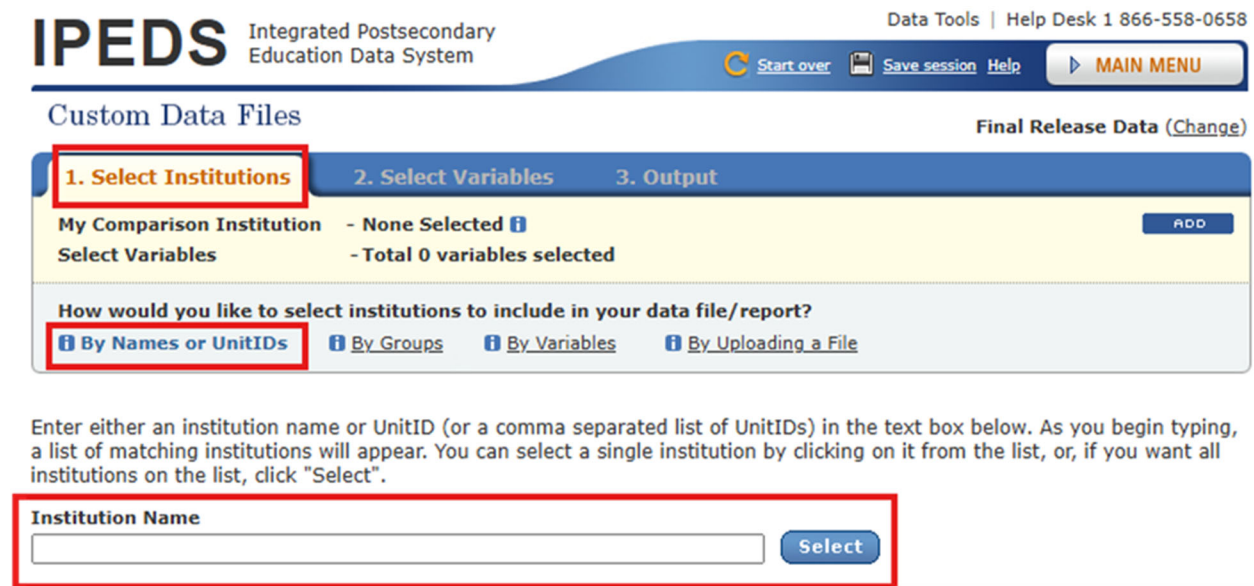 IPEDS Integrated Postsecondary
Education Data System
Data Tools | Help Desk 1 866-558-0658
Start over Save session Help MAIN MENU
Custom Data Files
Final Release Data (Change)
1. Select Institutions 2. Select Variables 3. Output
My Comparison Institution - None Selected i
ADD
Select Variables - Total 0 variables selected
How would you like to select institutions to include in your data file/report?
i By Names or UnitIDs i By Groups i By Variables i By Uploading a File
Enter either an institution name or UnitID (or a comma separated list of UnitIDs) in the text box below. As you begin typing,
a list of matching institutions will appear. You can select a single institution by clicking on it from the list, or, if you want all
institutions on the list, click "Select".
Institution Name
Select